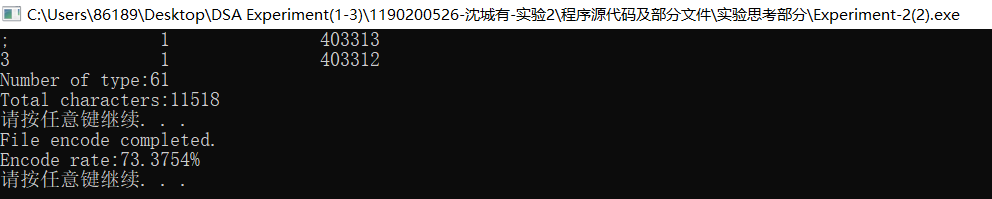 C:\Users\86189\Desktop\DSA Experiment(1-3)\1190200526-沈城有-实验2\程序源代码及部分文件\实验思考部分\Experiment-2(2).exe
; 1 403313
3 1 403312
Number of type:61
Total characters:11518
请按任意键继续. . .
File encode completed.
Encode rate:73.3754%
请按任意键继续. . .